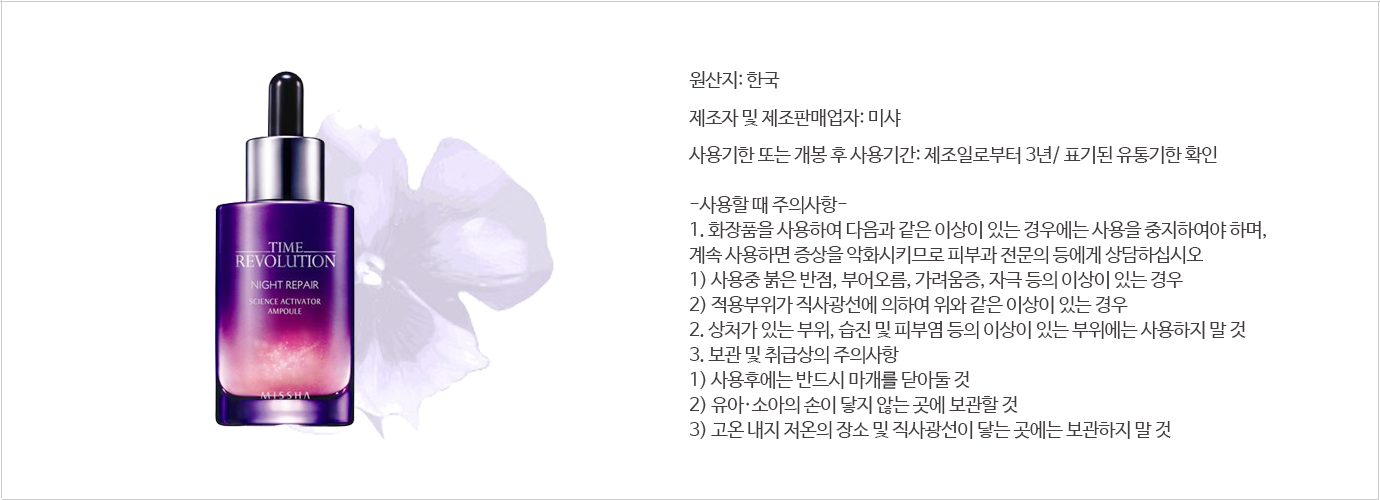 TIME
REVOLUTION
NIGHT REPAIR
SCIENCE ACTIVATOR
AMPOULE
MISSHA
원산지: 한국
제조자 및 제조판매업자: 미샤
사용기한 또는 개봉 후 사용기간: 제조일로부터 3년/ 표기된 유통기한 확인
-사용할 때 주의사항-
1. 화장품을 사용하여 다음과 같은 이상이 있는 경우에는 사용을 중지하여야 하며,
계속 사용하면 증상을 악화시키므로 피부과 전문의 등에게 상담하십시오
1) 사용중 붉은 반점, 부어오름, 가려움증, 자극 등의 이상이 있는 경우
2) 적용부위가 직사광선에 의하여 위와 같은 이상이 있는 경우
2. 상처가 있는 부위, 습진 및 피부염 등의 이상이 있는 부위에는 사용하지 말 것
3. 보관 및 취급상의 주의사항
1) 사용후에는 반드시 마개를 닫아둘 것
2) 유아·소아의 손이 닿지 않는 곳에 보관할 것
3) 고온 내지 저온의 장소 및 직사광선이 닿는 곳에는 보관하지 말 것